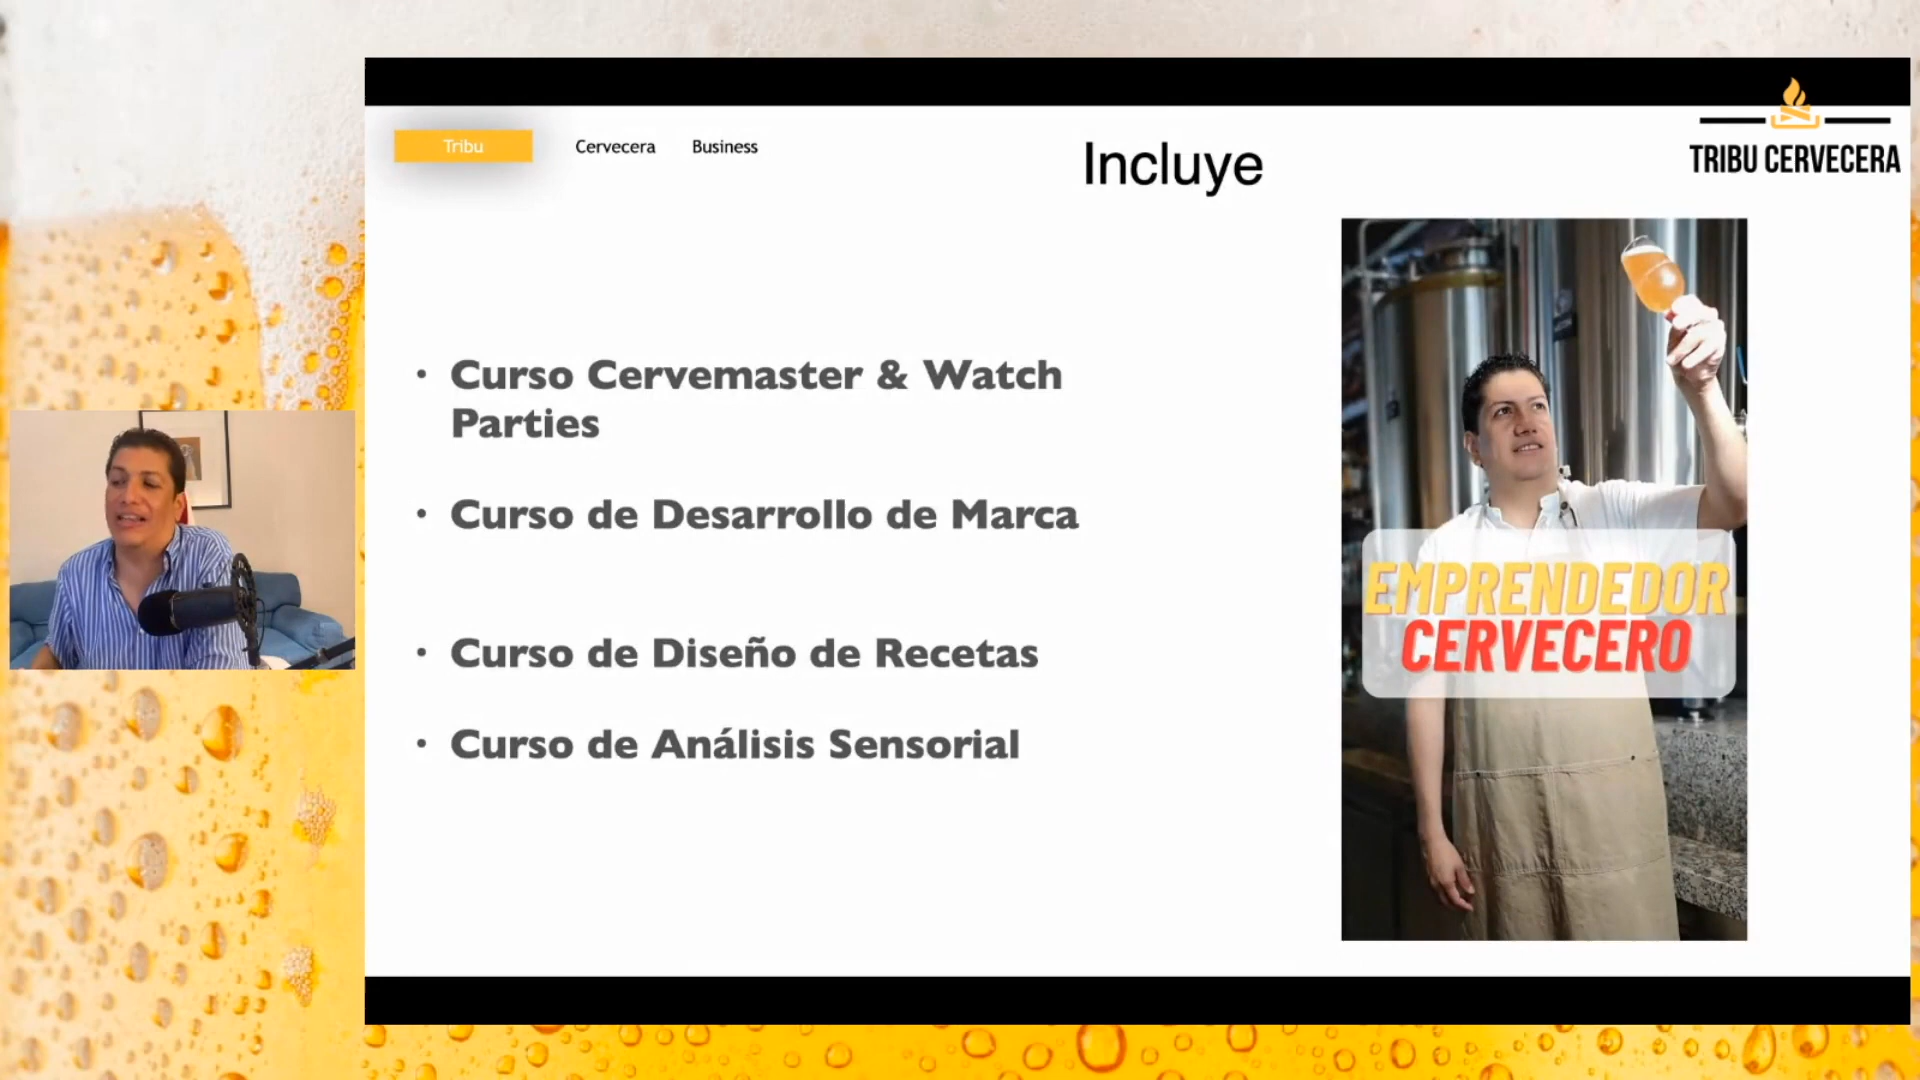 Tribu
Cervecera
Business
Incluye
TRIBU CERVECERA
• Curso Cervemaster & Watch
Parties
• Curso de Desarrollo de Marca
• Curso de Diseño de Recetas
• Curso de Análisis Sensorial
EMPRENDEDOR
CERVECERO